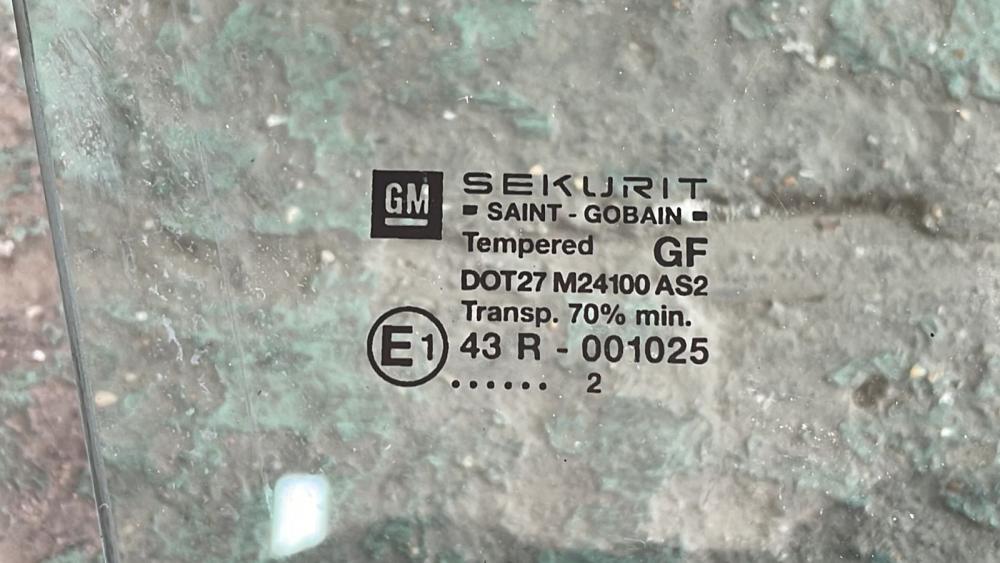 GM
SEKURIT
SAINT - GOBAIN
Tempered GF
DOT27 M24100 AS2
Transp. 70% min.
E1 43 R - 001025
...... 2